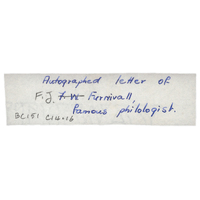 Autographed letter of
F.J. Furnivall,
famous philologist.
BC151 C14-16